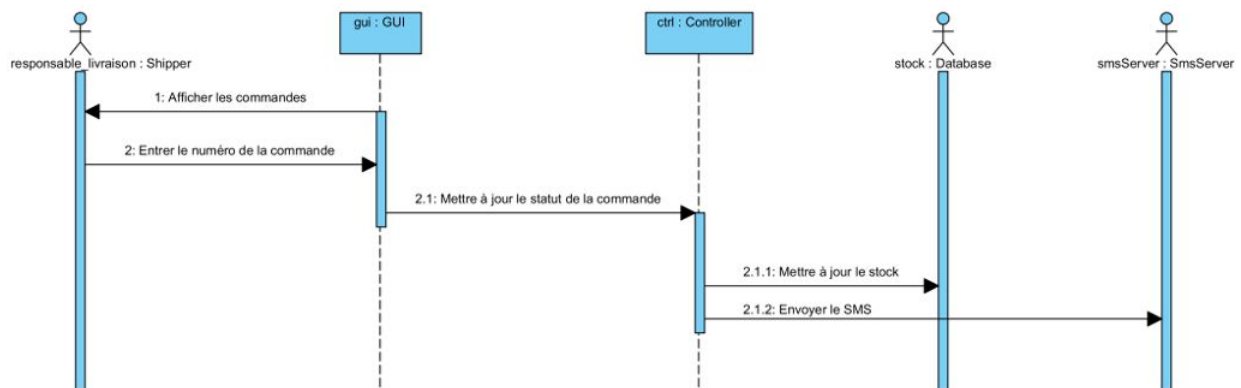 gui : GUI
ctrl : Controller
responsable_livraison : Shipper
stock : Database
smsServer : SmsServer
1: Afficher les commandes
2: Entrer le numéro de la commande
2.1: Mettre à jour le statut de la commande
2.1.1: Mettre à jour le stock
2.1.2: Envoyer le SMS